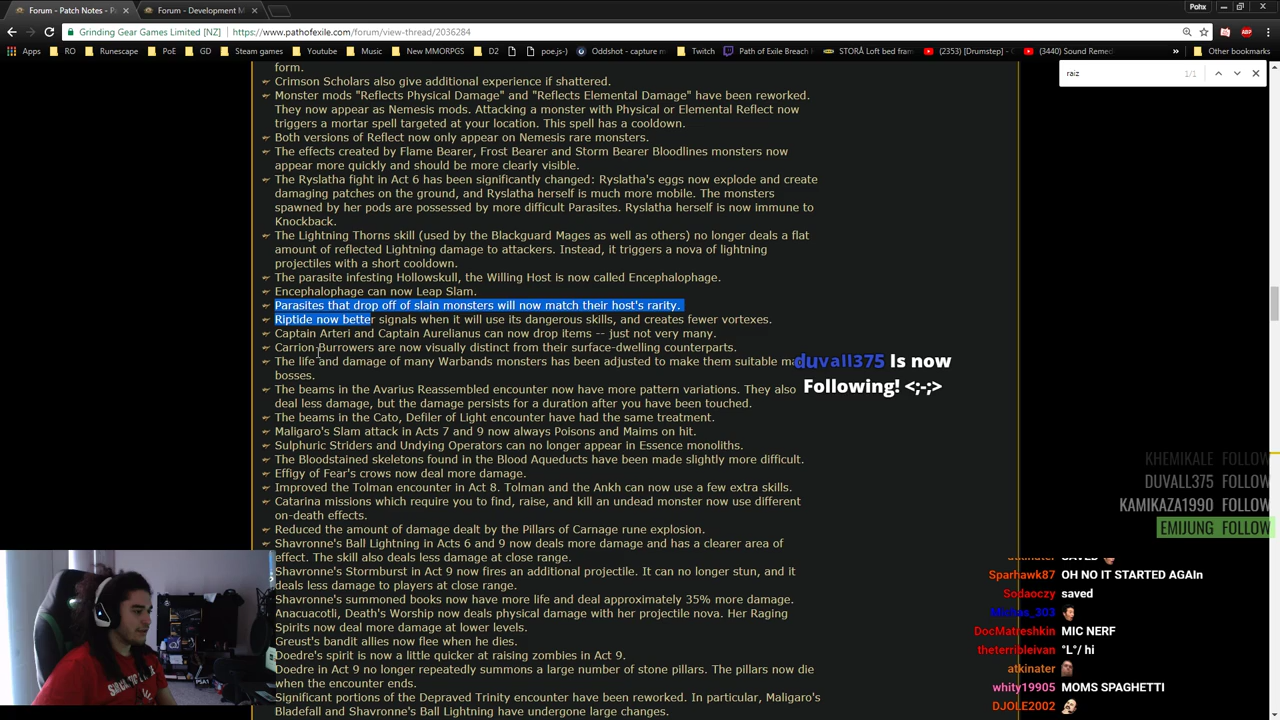 Forum - Patch Notes - P
Forum - Development M
Pohx
Grinding Gear Games Limited [NZ]
https://www.pathofexile.com/forum/view-thread/2036284
Apps
RO
Runescape
PoE
GD
Steam games
Youtube
Music
New MMORPGS
D2
poe.js-)
Oddshot - capture m
Twitch
Path of Exile Breach
STORÅ Loft bed fram
(2353) [Drumstep] -
(3440) Sound Reme
Other bookmarks
raiz
1/1
form.
Crimson Scholars also give additional experience if shattered.
Monster mods "Reflects Physical Damage" and "Reflects Elemental Damage" have been reworked.
They now appear as Nemesis mods. Attacking a monster with Physical or Elemental Reflect now
triggers a mortar spell targeted at your location. This spell has a cooldown.
Both versions of Reflect now only appear on Nemesis rare monsters.
The effects created by Flame Bearer, Frost Bearer and Storm Bearer Bloodlines monsters now
appear more quickly and should be more clearly visible.
The Ryslatha fight in Act 6 has been significantly changed: Ryslatha's eggs now explode and create
damaging patches on the ground, and Ryslatha herself is much more mobile. The monsters
spawned by her pods are possessed by more difficult Parasites. Ryslatha herself is now immune to
Knockback.
The Lightning Thorns skill (used by the Blackguard Mages as well as others) no longer deals a flat
amount of reflected Lightning damage to attackers. Instead, it triggers a nova of lightning
projectiles with a short cooldown.
The parasite infesting Hollowskull, the Willing Host is now called Encephalophage.
Encephalophage can now Leap Slam.
Parasites that drop off of slain monsters will now match their host's rarity.
Riptide now better signals when it will use its dangerous skills, and creates fewer vortexes.
Captain Arteri and Captain Aurelianus can now drop items -- just not very many.
Carrion Burrowers are now visually distinct from their surface-dwelling counterparts.
The life and damage of many Warbands monsters has been adjusted to make them suitable ma
bosses.
The beams in the Avarius Reassembled encounter now have more pattern variations. They also
deal less damage, but the damage persists for a duration after you have been touched.
The beams in the Cato, Defiler of Light encounter have had the same treatment.
Maligaro's Slam attack in Acts 7 and 9 now always Poisons and Maims on hit.
Sulphuric Striders and Undying Operators can no longer appear in Essence monoliths.
The Bloodstained skeletons found in the Blood Aqueducts have been made slightly more difficult.
Effigy of Fear's crows now deal more damage.
Improved the Tolman encounter in Act 8. Tolman and the Ankh can now use a few extra skills.
Catarina missions which require you to find, raise, and kill an undead monster now use different
on-death effects.
Reduced the amount of damage dealt by the Pillars of Carnage rune explosion.
Shavronne's Ball Lightning in Acts 6 and 9 now deals more damage and has a clearer area of
effect. The skill also deals less damage at close range.
Shavronne's Stormburst in Act 9 now fires an additional projectile. It can no longer stun, and it
deals less damage to players at close range.
Shavronne's summoned books now have more life and deal approximately 35% more damage.
Anacuacotli, Death's Worship now deals physical damage with her projectile nova. Her Raging
Spirits now deal more damage at lower levels.
Greust's bandit allies now flee when he dies.
Doedre's spirit is now a little quicker at raising zombies in Act 9.
Doedre in Act 9 no longer repeatedly summons a large number of stone pillars. The pillars now die
when the encounter ends.
Significant portions of the Depraved Trinity encounter have been reworked. In particular, Maligaro's
Bladefall and Shavronne's Ball Lightning have undergone large changes.
duvall375 Is now
Following! <;-;>
KHEMIKALE FOLLOW
DUVALL375 FOLLOW
KAMIKAZA1990 FOLLOW
EMIJUNG FOLLOW
atkinater SAVED
Sparhawk87 OH NO IT STARTED AGAIn
Sodaoczy saved
Michas_303
DocMatreshkin MIC NERF
theterribleivan °L°/ hi
atkinater
whity19905 MOMS SPAGHETTI
DJOLE2002